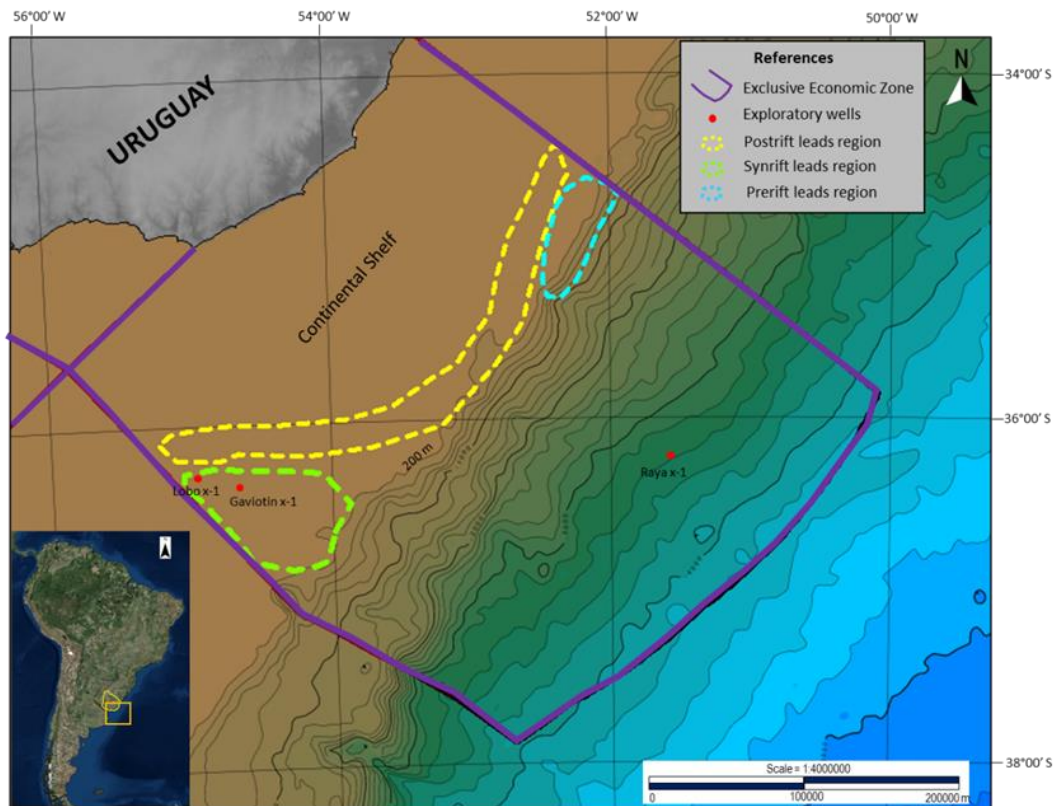 56°00' W
54°00' W
52°00' W
50°00' W
References
Exclusive Economic Zone
Exploratory wells
Postrift leads region
Synrift leads region
Prerift leads region
N
34°00' S
URUGUAY
Continental Shelf
36°00' S
200 m
Raya x-1
Lobo x-1
Gaviotin x-1
38°00' S
Scale = 1:4000000
0
100000
200000 m